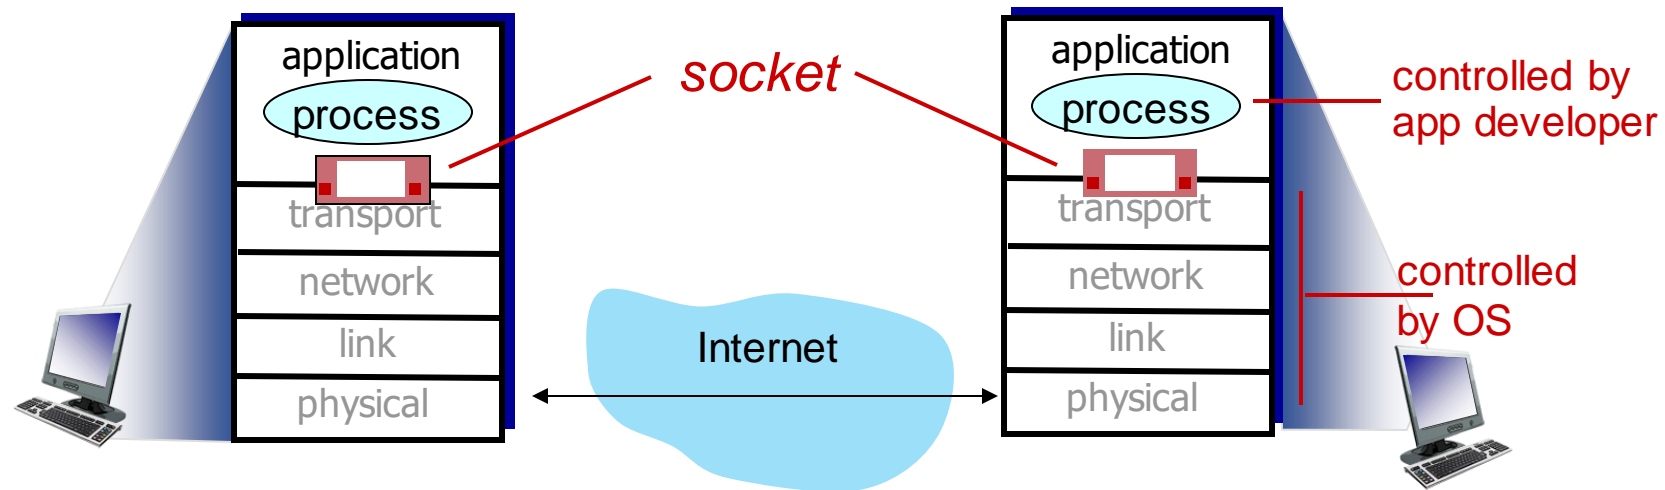 application
process
transport
network
link
physical
socket
Internet
application
process
transport
network
link
physical
controlled by
app developer
controlled
by OS